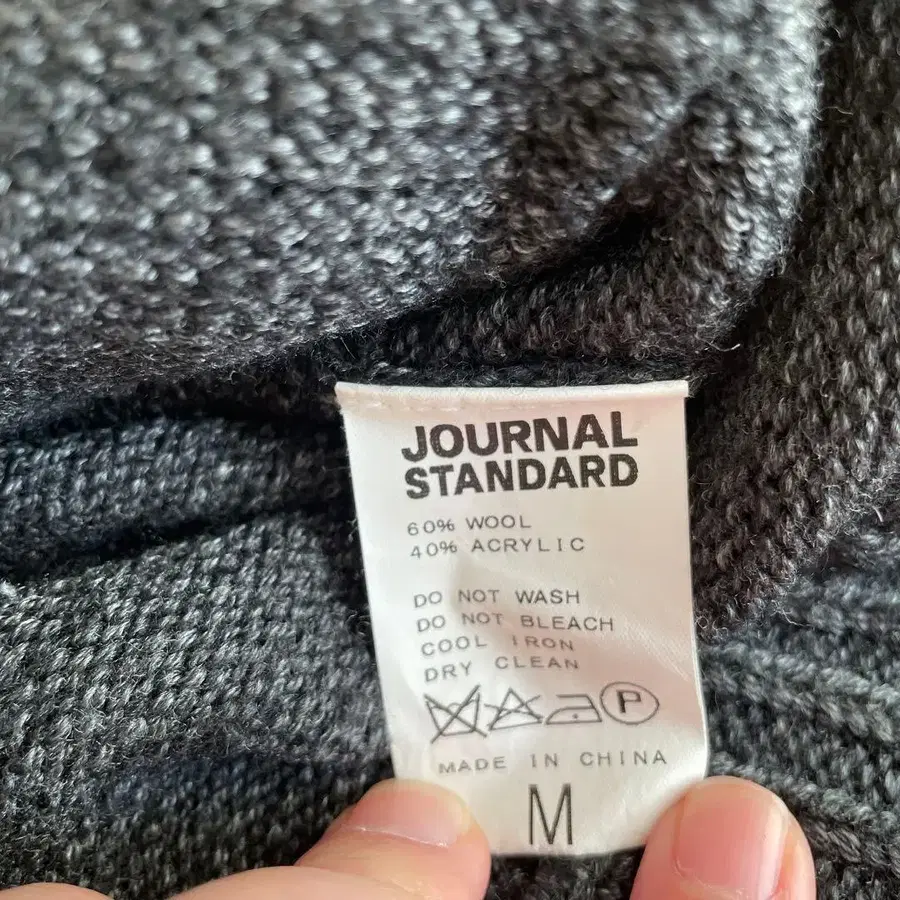 JOURNAL
STANDARD
60% WOOL
40% ACRYLIC
DO NOT WASH
DO NOT BLEACH
COOL IRON
DRY CLEAN
P
MADE IN CHINA
M